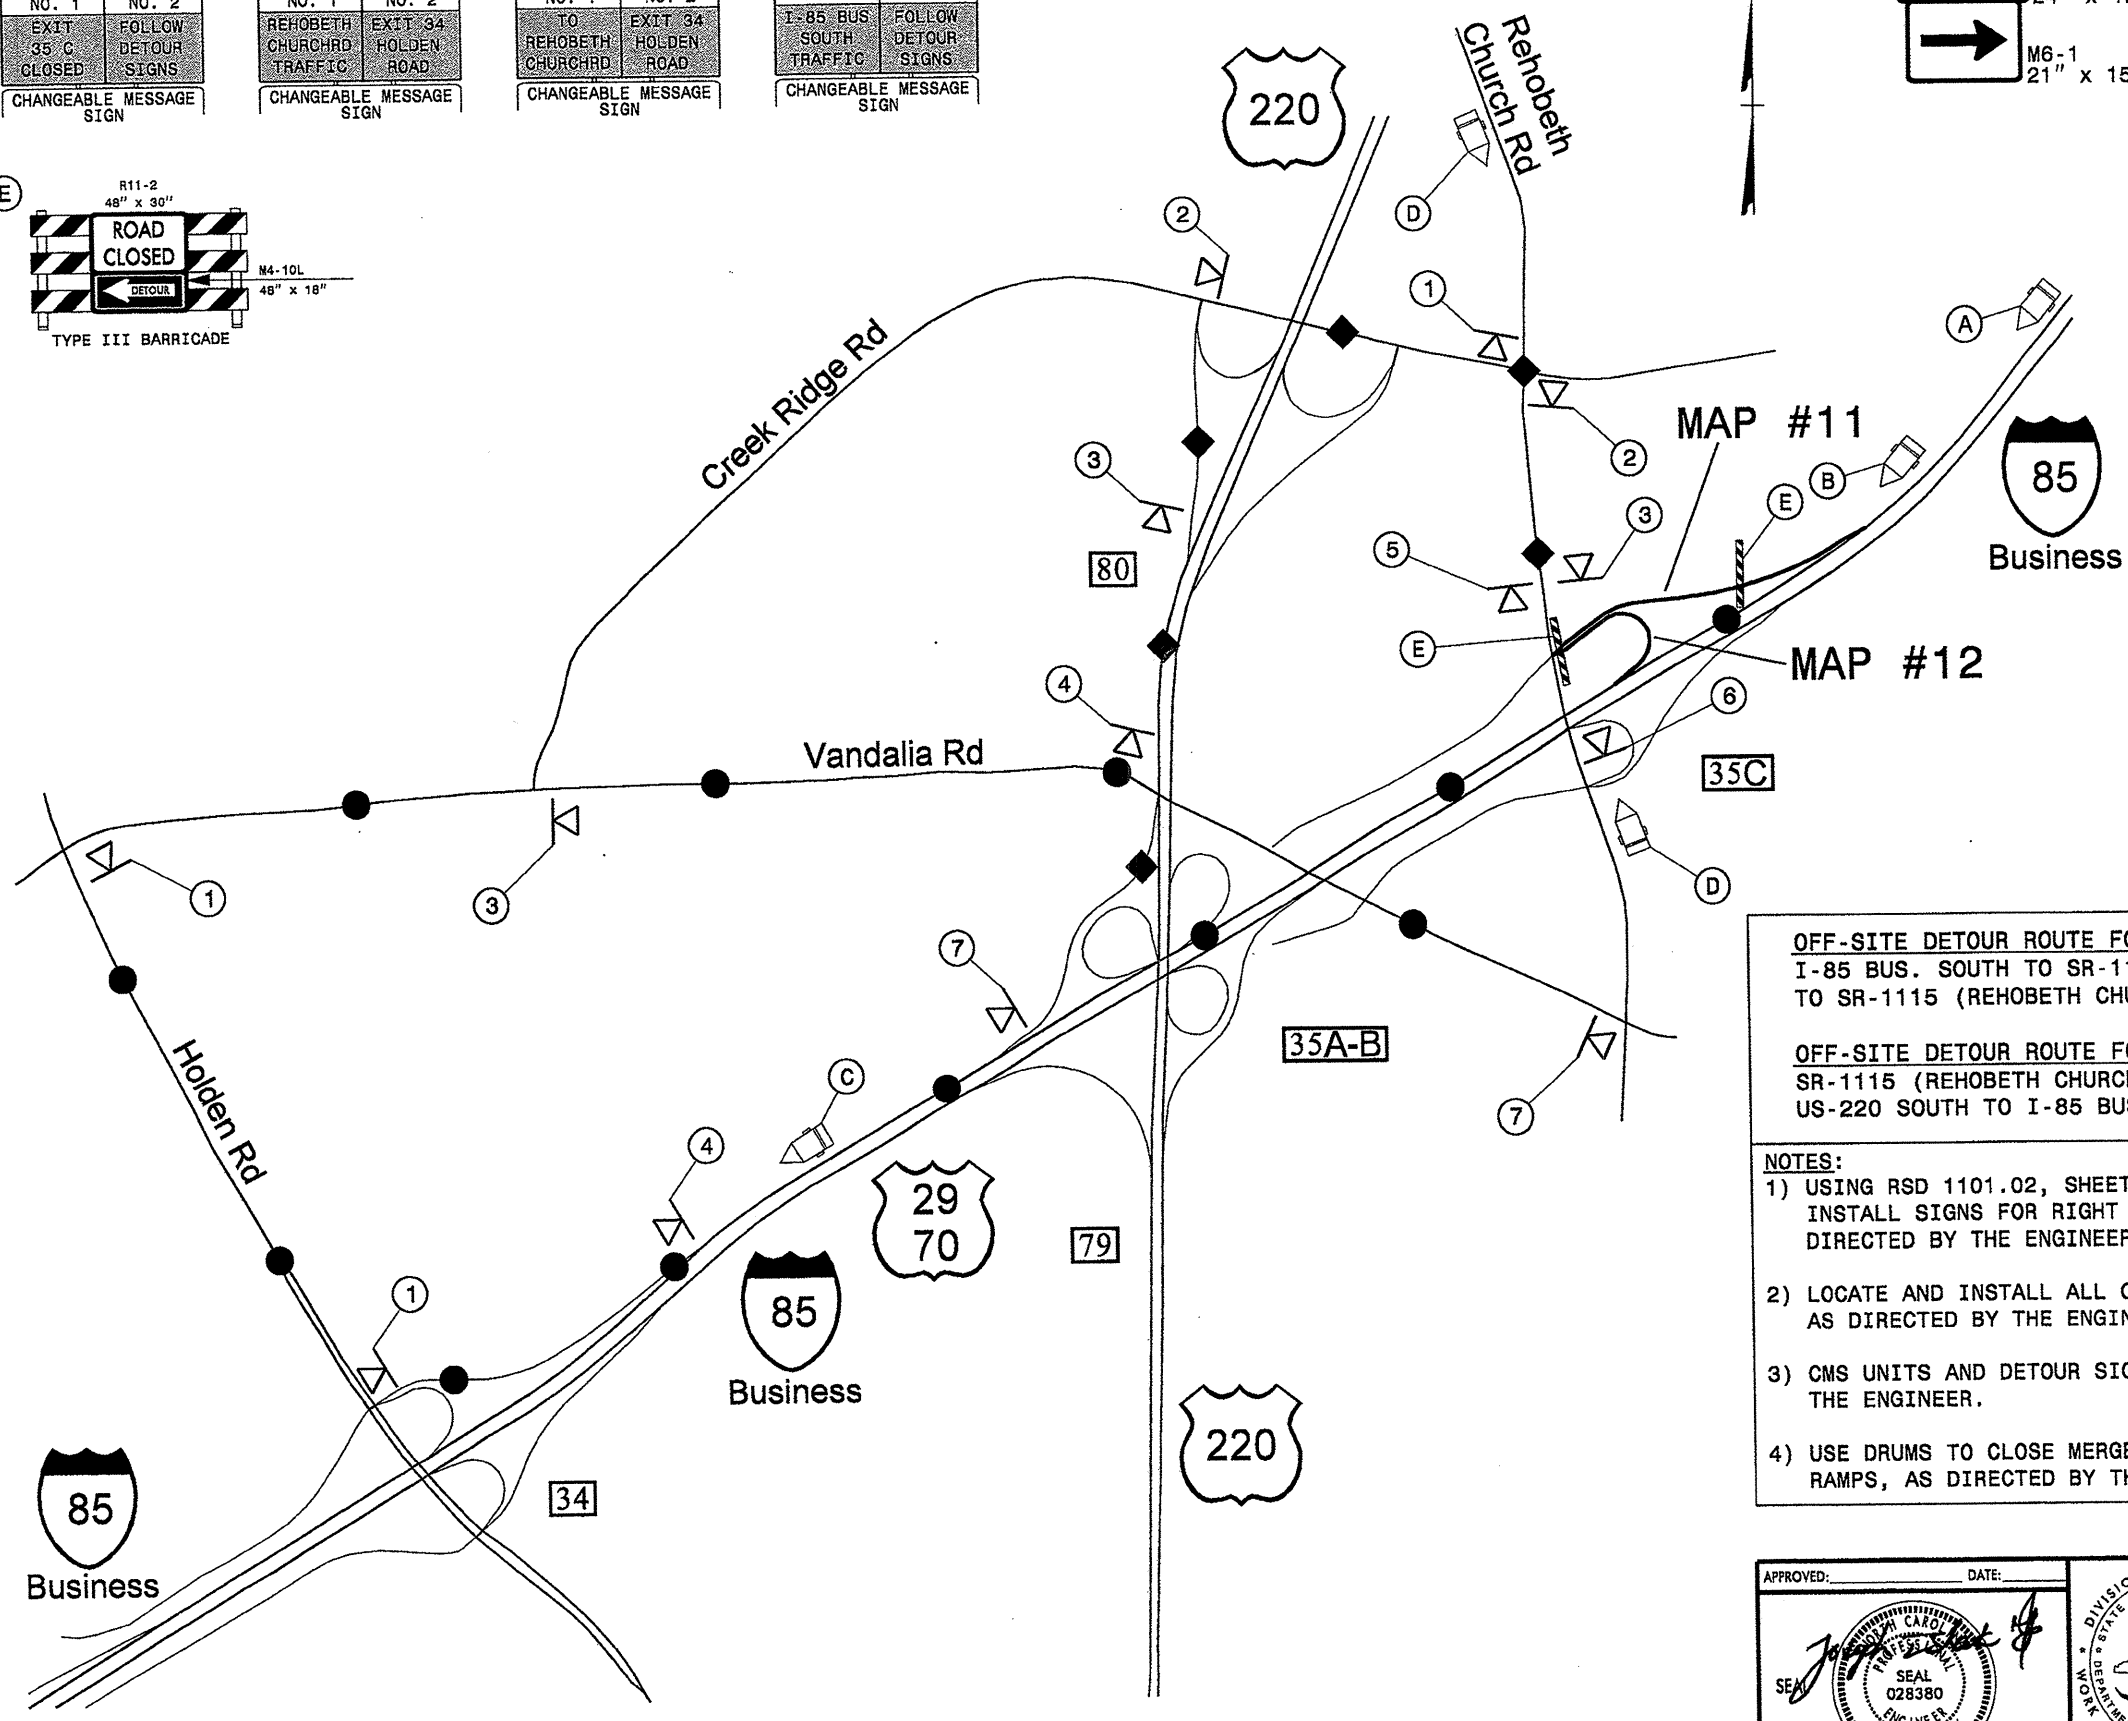 NO. 1 NO. 2
EXIT FOLLOW
35 C DETOUR
CLOSED SIGNS
CHANGEABLE MESSAGE
SIGN
NO. 1 NO. 2
REHOBETH EXIT 34
CHURCHRD HOLDEN
TRAFFIC ROAD
CHANGEABLE MESSAGE
SIGN
TO EXIT 34
REHOBETH HOLDEN
CHURCHRD ROAD
CHANGEABLE MESSAGE
SIGN
I-85 BUS FOLLOW
SOUTH DETOUR
TRAFFIC SIGNS
CHANGEABLE MESSAGE
SIGN
M6-1
21" x 15
E
R11-2
48" x 30"
ROAD
CLOSED
DETOUR
M4-10L
48" x 18"
TYPE III BARRICADE
220
Rehobeth
Church Rd
D
2
1
A
Creek Ridge Rd
MAP #11
2
B
85
Business
3
E
3
5
80
E
MAP #12
4
6
Vandalia Rd
35C
1
3
D
7
35A-B
7
Holden Rd
C
4
29
70
79
1
85
Business
220
34
85
Business
OFF-SITE DETOUR ROUTE FO
I-85 BUS. SOUTH TO SR-11
TO SR-1115 (REHOBETH CHU
OFF-SITE DETOUR ROUTE FO
SR-1115 (REHOBETH CHURC
US-220 SOUTH TO I-85 BUS
NOTES:
1) USING RSD 1101.02, SHEET
INSTALL SIGNS FOR RIGHT
DIRECTED BY THE ENGINEER
2) LOCATE AND INSTALL ALL C
AS DIRECTED BY THE ENGIN
3) CMS UNITS AND DETOUR SIG
THE ENGINEER.
4) USE DRUMS TO CLOSE MERGE
RAMPS, AS DIRECTED BY TH
APPROVED: DATE:
SEAL
NORTH CAROLIN
PROFESSIONAL
SEAL
028380
ENGINEER
DIVISIO
STATE
DEPARTME
WORK